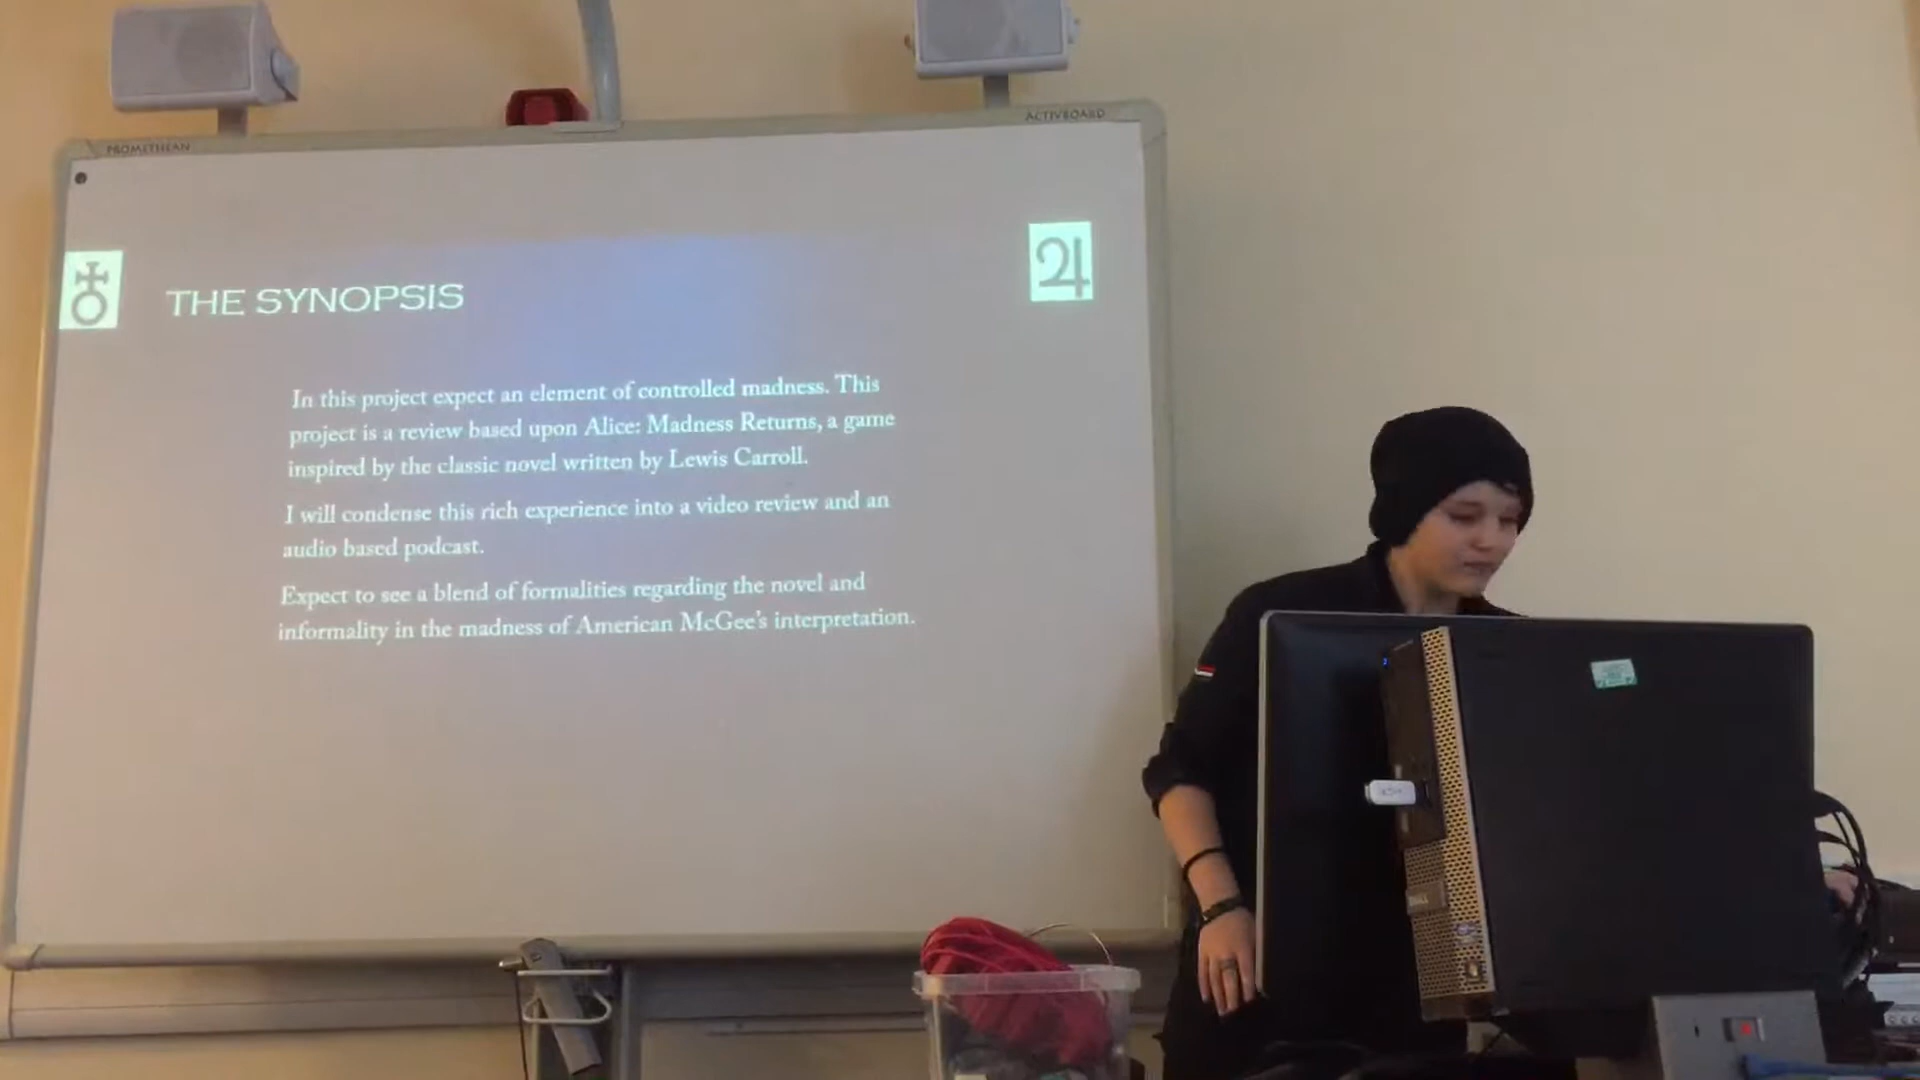 PROMETHEAN
ACTIVBOARD
THE SYNOPSIS
In this project expect an element of controlled madness. This
project is a review based upon Alice: Madness Returns, a game
inspired by the classic novel written by Lewis Carroll.
I will condense this rich experience into a video review and an
audio based podcast.
Expect to see a blend of formalities regarding the novel and
informality in the madness of American McGee's interpretation.
DELL